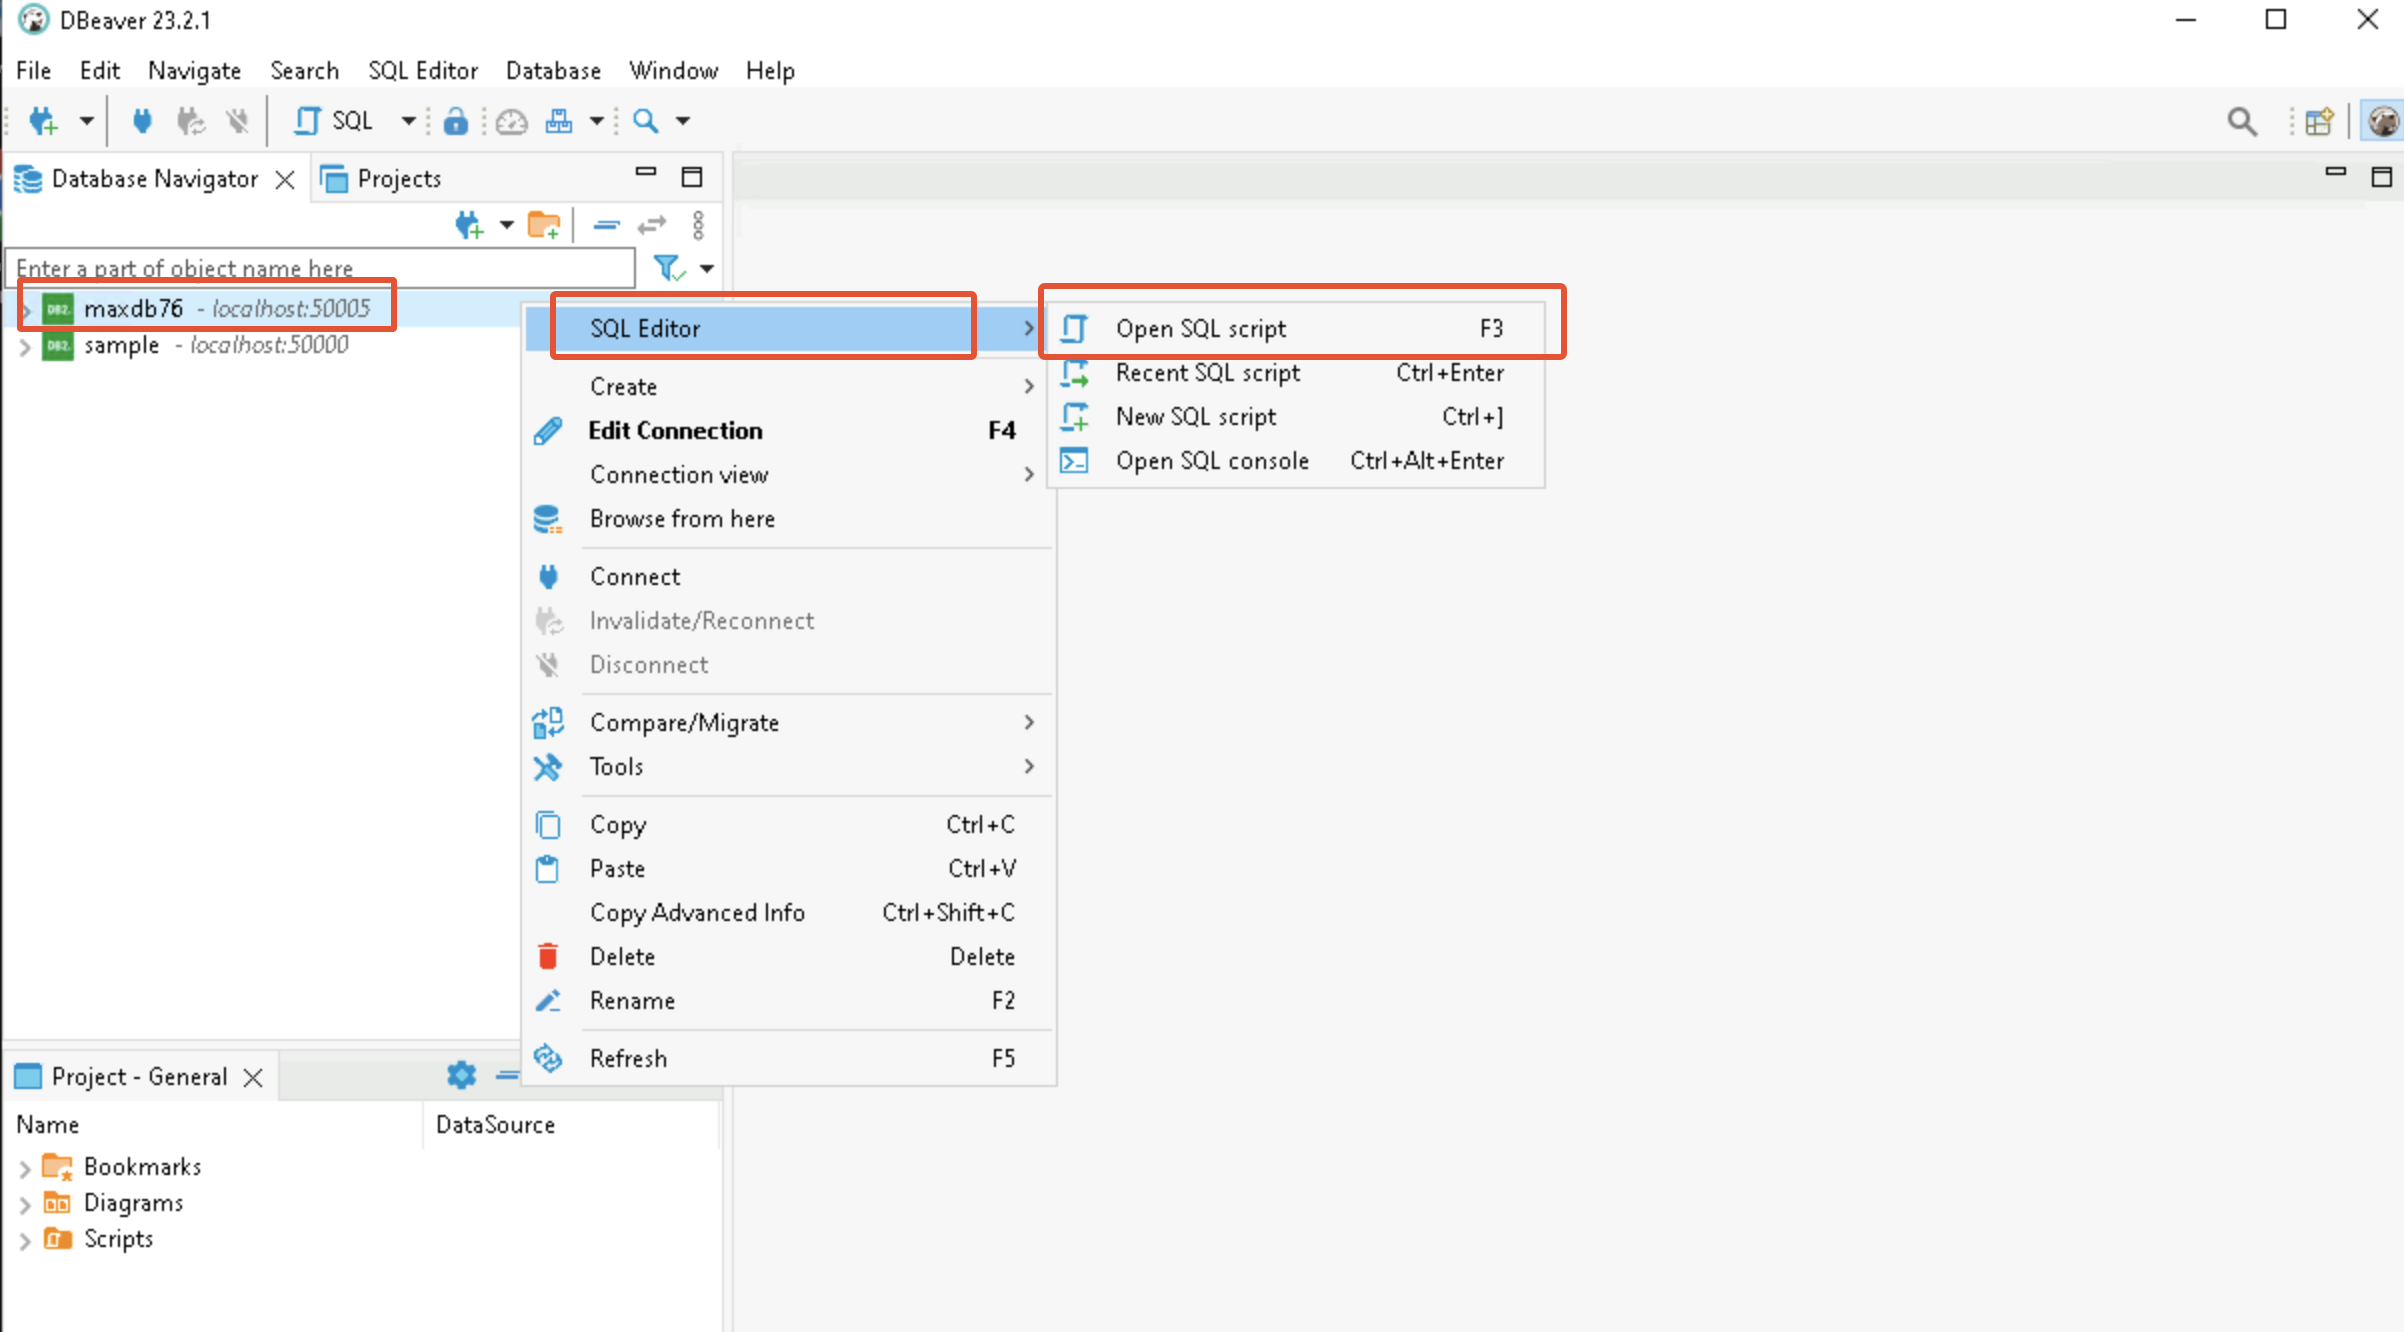 DBeaver 23.2.1
File Edit Navigate Search SQL Editor Database Window Help
SQL
Database Navigator Projects
Enter a part of object name here
DB2. maxdb76 - localhost:50005
DB2. sample - localhost:50000
SQL Editor
Create
Edit Connection F4
Connection view
Browse from here
Connect
Invalidate/Reconnect
Disconnect
Compare/Migrate
Tools
Copy Ctrl+C
Paste Ctrl+V
Copy Advanced Info Ctrl+Shift+C
Delete Delete
Rename F2
Refresh F5
Open SQL script F3
Recent SQL script Ctrl+Enter
New SQL script Ctrl+]
Open SQL console Ctrl+Alt+Enter
Project - General
Name DataSource
Bookmarks
Diagrams
Scripts